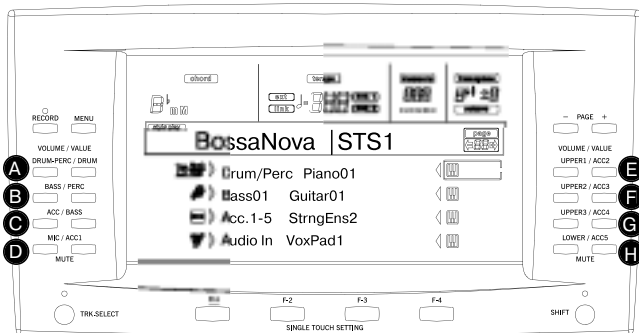 chord
RECORD MENU
ext
link
- PAGE +
style play
BossaNova STS1
page
VOLUME / VALUE
VOLUME / VALUE
A DRUM-PERC / DRUM
Drum/Perc Piano01
UPPER1 / ACC2 E
B BASS / PERC
Bass01 Guitar01
UPPER2 / ACC3 F
C ACC / BASS
Acc.1-5 StrngEns2
UPPER3 / ACC4 G
D MIC / ACC1
Audio In VoxPad1
LOWER / ACC5 H
MUTE
MUTE
TRK-SELECT
F-2 F-3 F-4
SHIFT
SINGLE TOUCH SETTING